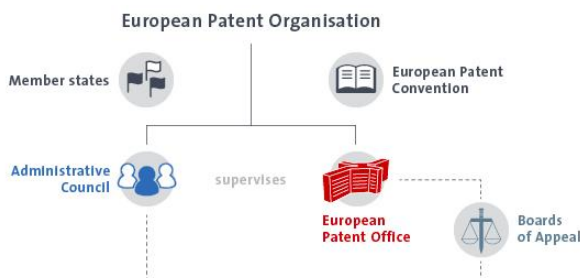 European Patent Organisation
Member states
European Patent
Convention
Administrative
Council
supervises
European
Patent Office
Boards
of Appeal